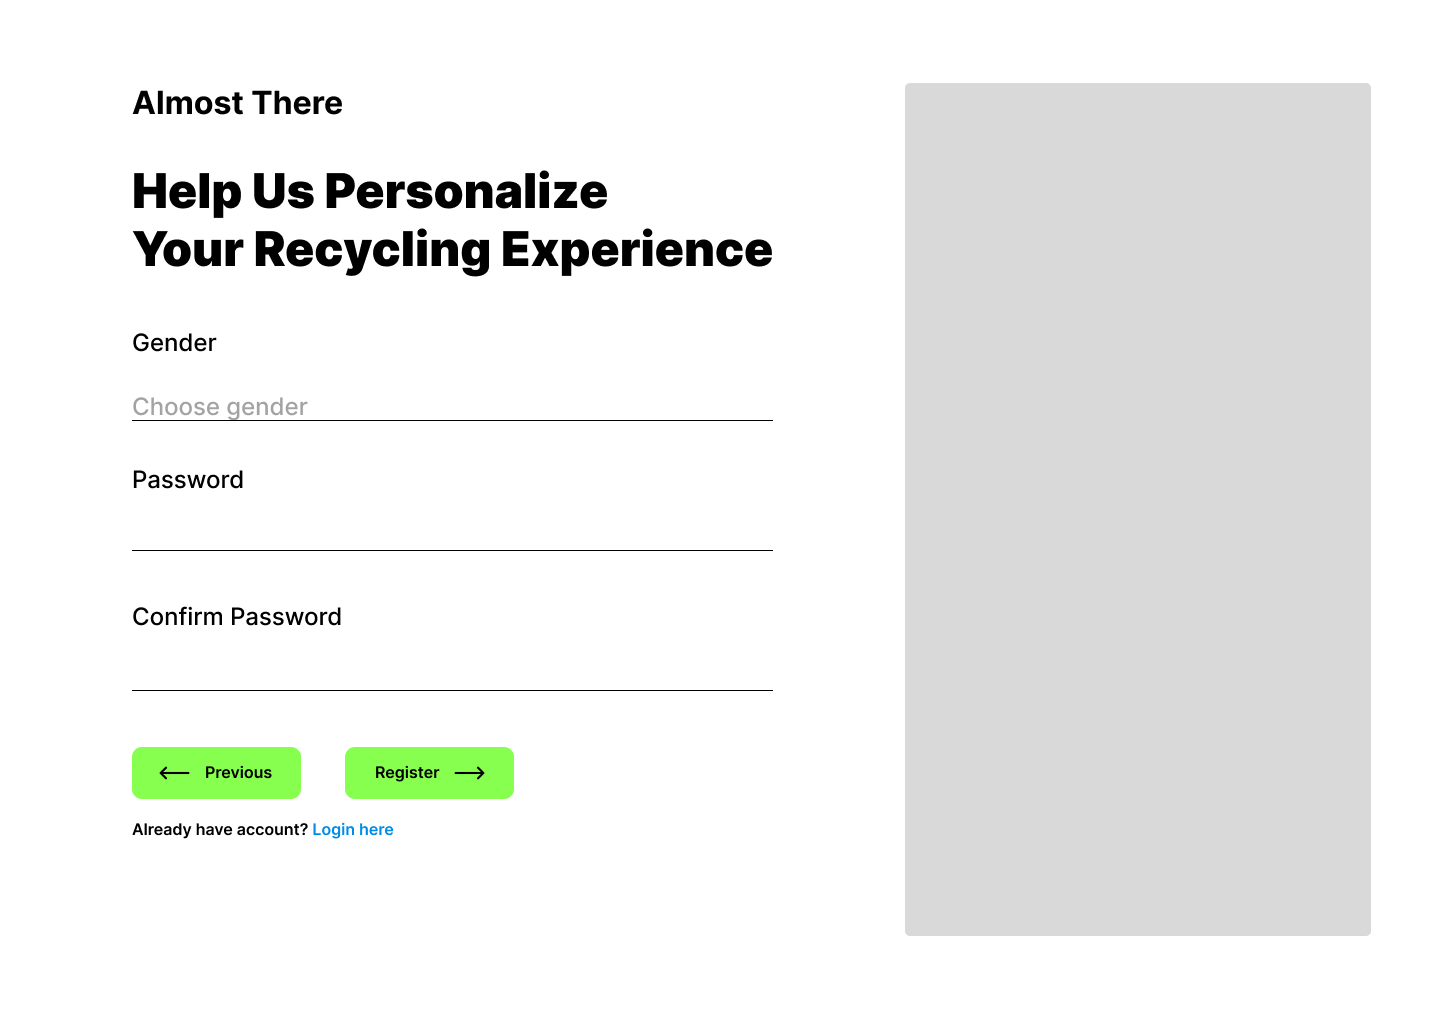 Almost There
Help Us Personalize
Your Recycling Experience
Gender
Choose gender
Password
Confirm Password
Previous
Register
Already have account? Login here